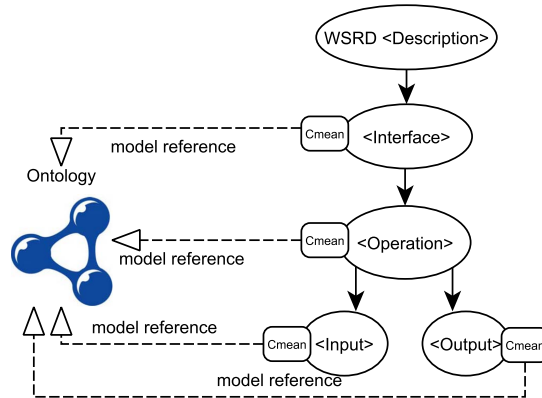 WSRD <Description>
Cmean
<Interface>
model reference
Ontology
Cmean
<Operation>
model reference
model reference
Cmean
<Input>
<Output>
Cmean
model reference